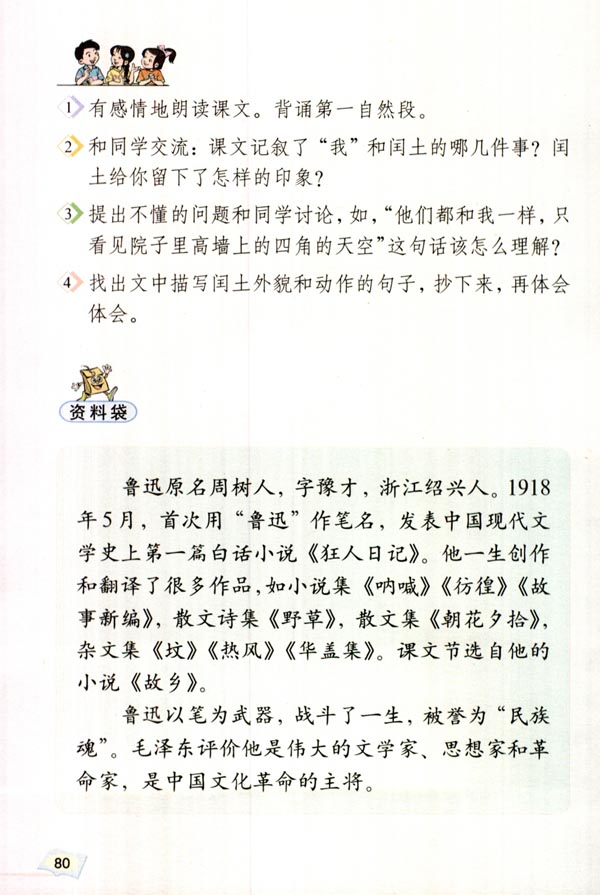 1 有感情地朗读课文。背诵第一自然段。
2 和同学交流：课文记叙了“我”和闰土的哪几件事？闰
土给你留下了怎样的印象？
3 提出不懂的问题和同学讨论，如，“他们都和我一样，只
看见院子里高墙上的四角的天空”这句话该怎么理解？
4 找出文中描写闰土外貌和动作的句子，抄下来，再体会
体会。
资料袋
鲁迅原名周树人，字豫才，浙江绍兴人。1918
年5月，首次用“鲁迅”作笔名，发表中国现代文
学史上第一篇白话小说《狂人日记》。他一生创作
和翻译了很多作品，如小说集《呐喊》《彷徨》《故
事新编》，散文诗集《野草》，散文集《朝花夕拾》，
杂文集《坟》《热风》《华盖集》。课文节选自他的
小说《故乡》。
鲁迅以笔为武器，战斗了一生，被誉为“民族
魂”。毛泽东评价他是伟大的文学家、思想家和革
命家，是中国文化革命的主将。
80